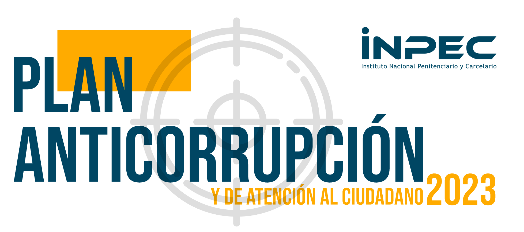 INPEC
Instituto Nacional Penitenciario y Carcelario
PLAN
ANTICORRUPCIÓN
Y DE ATENCIÓN AL CIUDADANO 2023